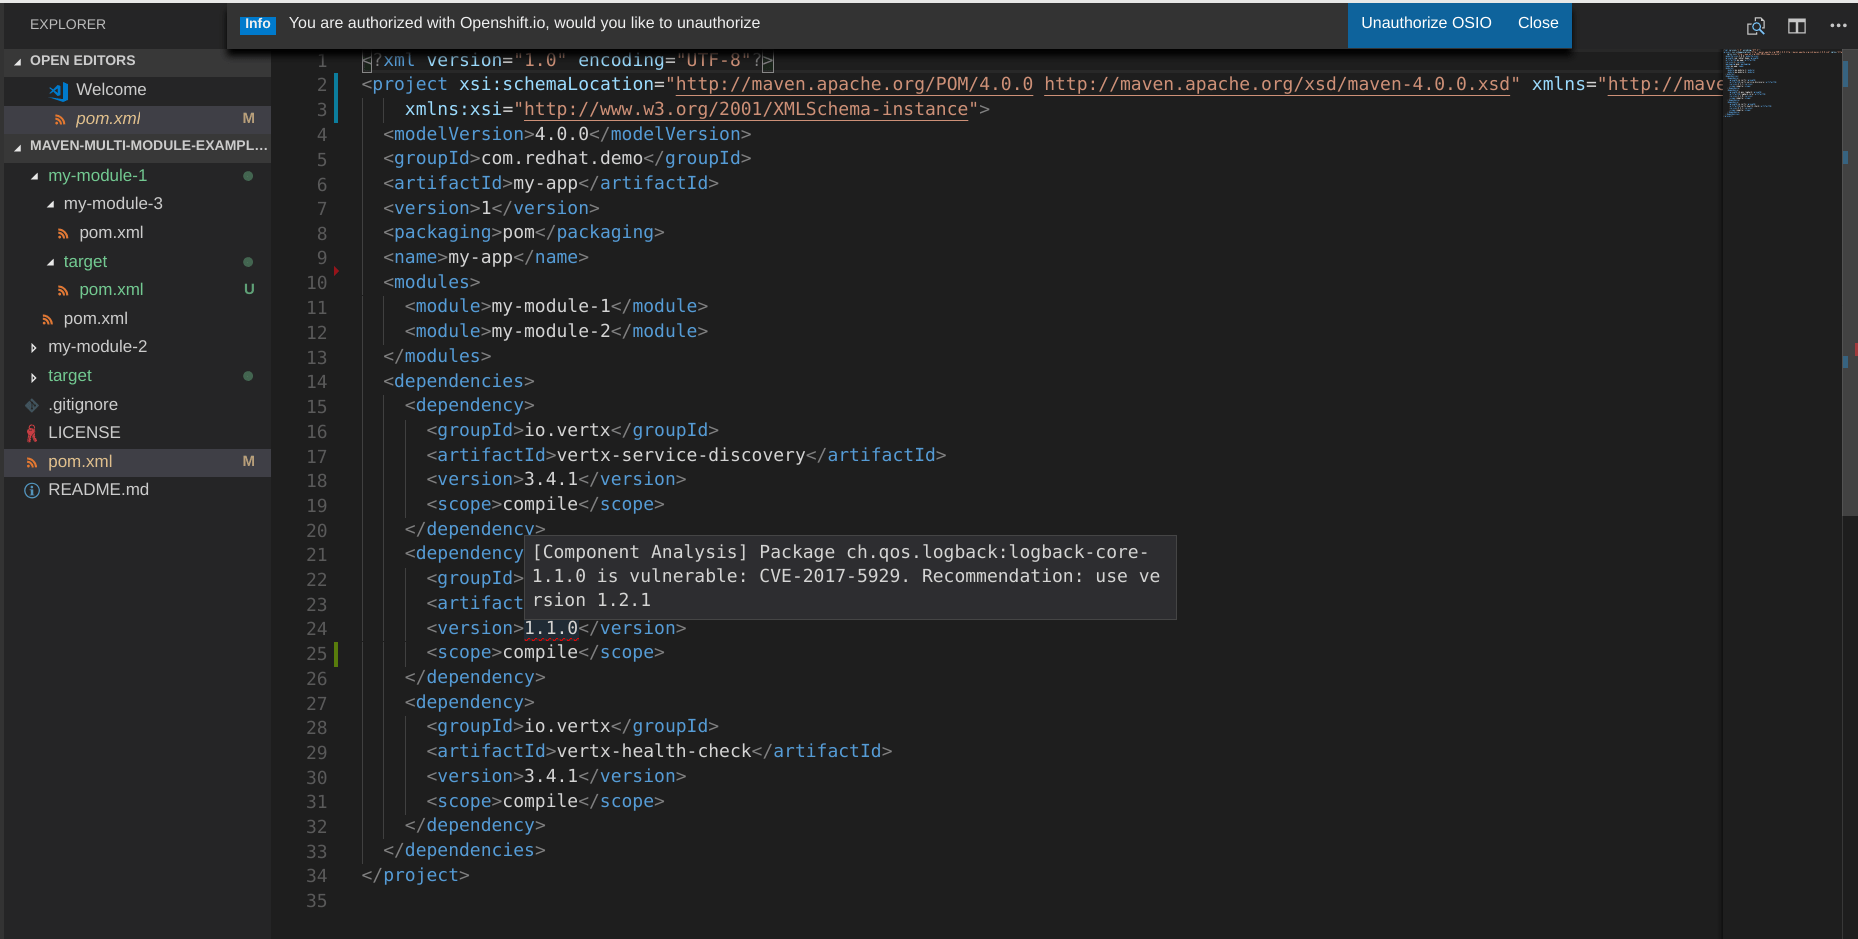 EXPLORER
Info You are authorized with Openshift.io, would you like to unauthorize Unauthorize OSIO Close
OPEN EDITORS
Welcome
pom.xml M
MAVEN-MULTI-MODULE-EXAMPL...
my-module-1
my-module-3
pom.xml
target
pom.xml U
pom.xml
my-module-2
target
.gitignore
LICENSE
pom.xml M
README.md
1 <?xml version="1.0" encoding="UTF-8"?>
2 <project xsi:schemaLocation="http://maven.apache.org/POM/4.0.0 http://maven.apache.org/xsd/maven-4.0.0.xsd" xmlns="http://mave
3 xmlns:xsi="http://www.w3.org/2001/XMLSchema-instance">
4 <modelVersion>4.0.0</modelVersion>
5 <groupId>com.redhat.demo</groupId>
6 <artifactId>my-app</artifactId>
7 <version>1</version>
8 <packaging>pom</packaging>
9 <name>my-app</name>
10 <modules>
11 <module>my-module-1</module>
12 <module>my-module-2</module>
13 </modules>
14 <dependencies>
15 <dependency>
16 <groupId>io.vertx</groupId>
17 <artifactId>vertx-service-discovery</artifactId>
18 <version>3.4.1</version>
19 <scope>compile</scope>
20 </dependency>
21 <dependency
22 <groupId>
23 <artifact
[Component Analysis] Package ch.qos.logback:logback-core-
1.1.0 is vulnerable: CVE-2017-5929. Recommendation: use ve
rsion 1.2.1
24 <version>1.1.0</version>
25 <scope>compile</scope>
26 </dependency>
27 <dependency>
28 <groupId>io.vertx</groupId>
29 <artifactId>vertx-health-check</artifactId>
30 <version>3.4.1</version>
31 <scope>compile</scope>
32 </dependency>
33 </dependencies>
34 </project>
35